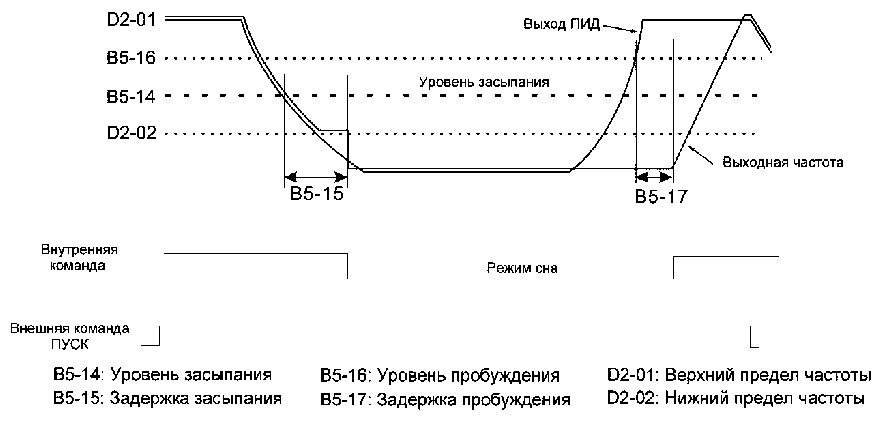 D2-01
Выход ПИД
B5-16
Уровень засыпания
B5-14
D2-02
Выходная частота
B5-15
B5-17
Внутренняя
команда
Режим сна
Внешняя команда
ПУСК
B5-14: Уровень засыпания
B5-16: Уровень пробуждения
D2-01: Верхний предел частоты
B5-15: Задержка засыпания
B5-17: Задержка пробуждения
D2-02: Нижний предел частоты